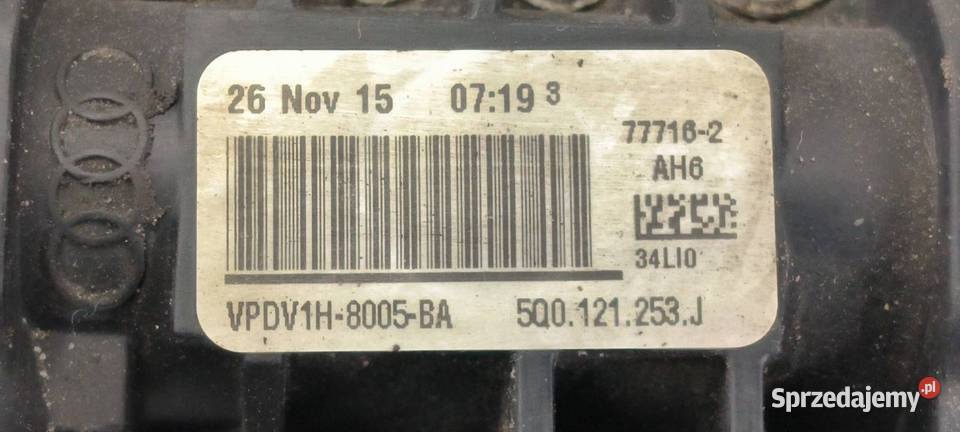 26 Nov 15 07:19 3
77716-2
AH6
34LI0
VPDV1H-8005-BA 5Q0.121.253.J
Sprzedajemy.pl